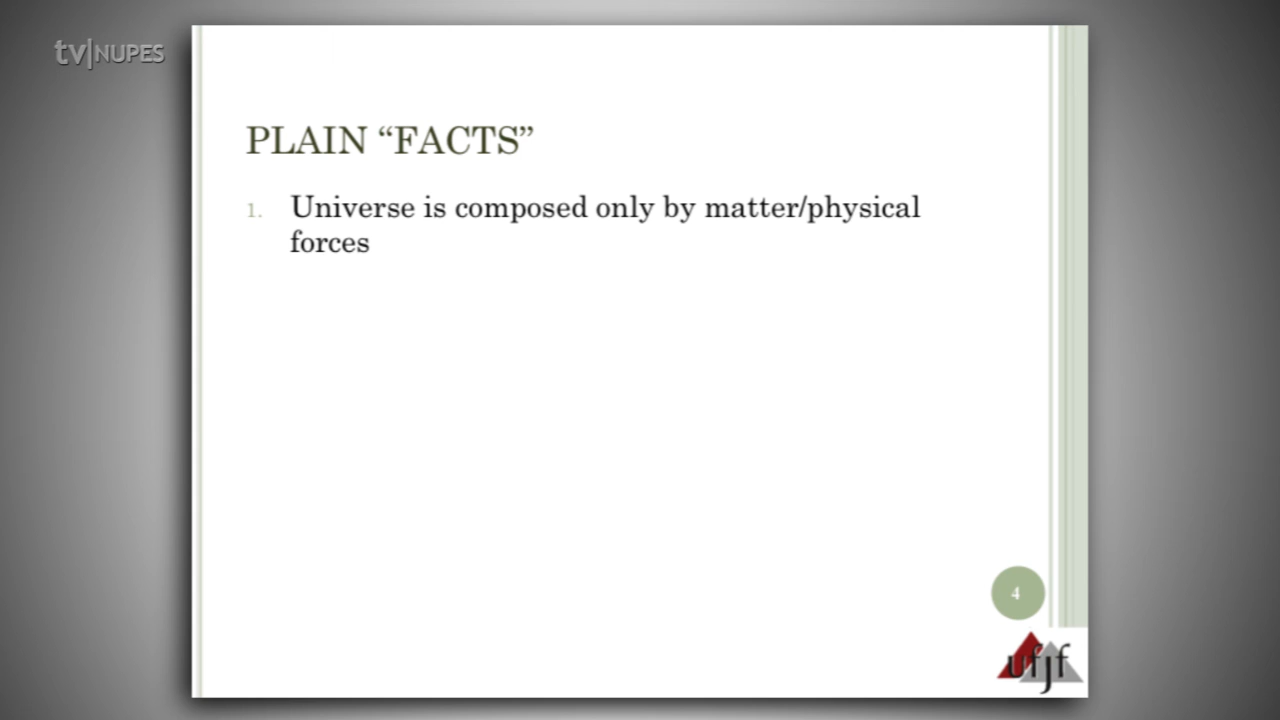 tv|NUPES
PLAIN “FACTS”
1. Universe is composed only by matter/physical
forces
4
ufjf